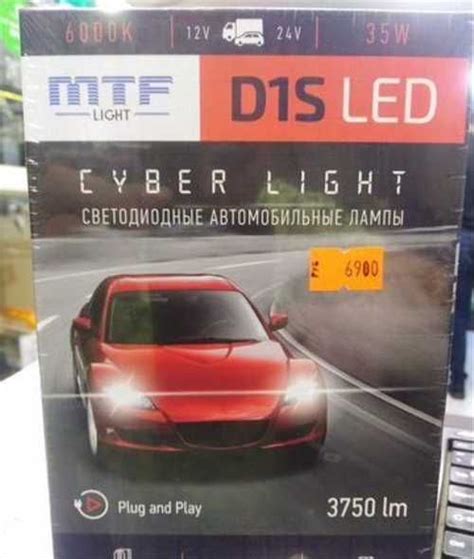 6000K 12V 24V 35W
MTF
LIGHT
D1S LED
CYBER LIGHT
СВЕТОДИОДНЫЕ АВТОМОБИЛЬНЫЕ ЛАМПЫ
6900
Plug and Play
3750 lm